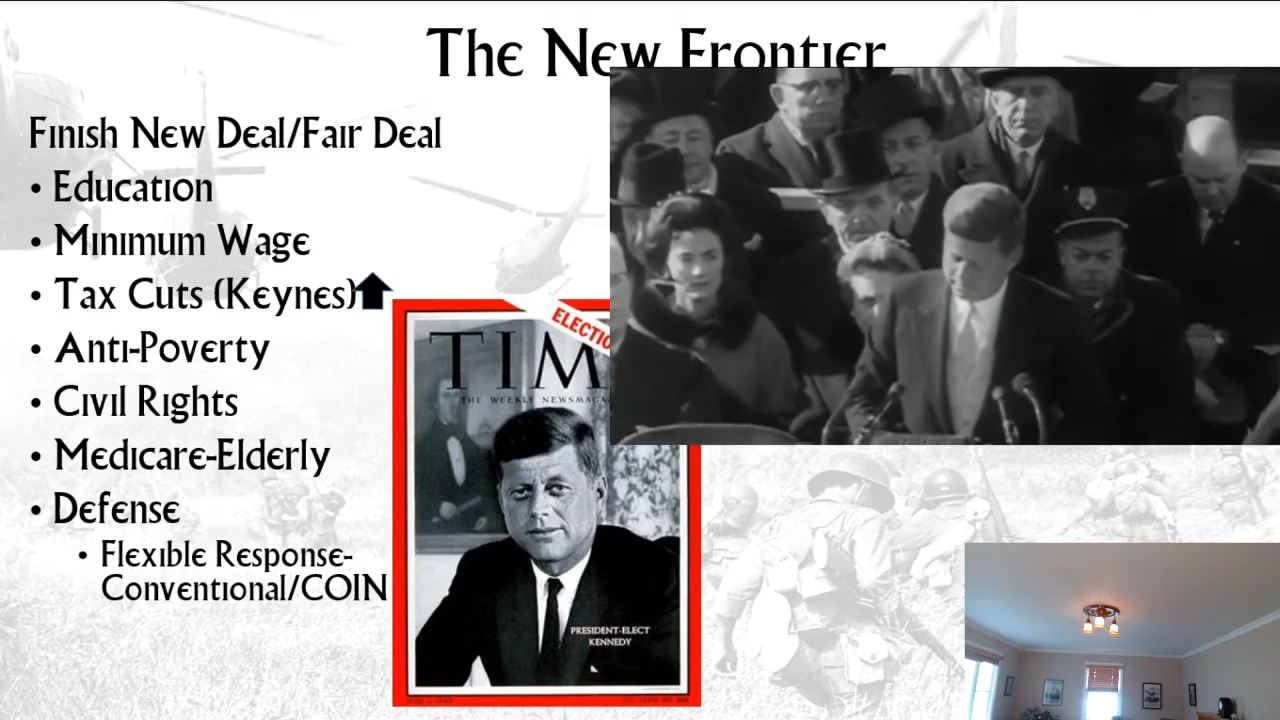 The New Frontier
Finish New Deal/Fair Deal
• Education
• Minimum Wage
• Tax Cuts (Keynes)
• Anti-Poverty
• Civil Rights
• Medicare-Elderly
• Defense
• Flexible Response-
Conventional/COIN
ELECTIO
TIM
THE WEEKLY NEWSMAGA
PRESIDENT-ELECT
KENNEDY